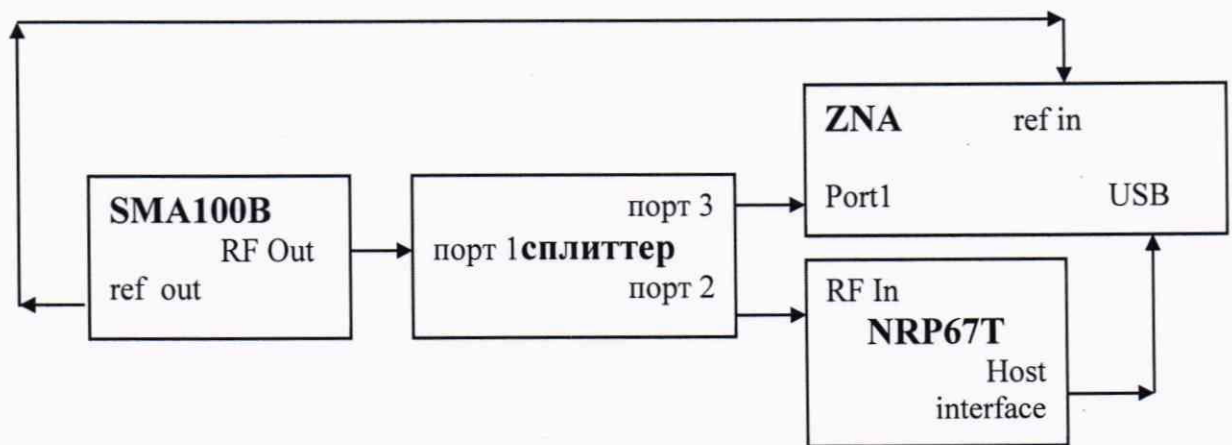 ZNA ref in
Port1 USB
SMA100B
RF Out
ref out
порт 3
порт 1сплиттер
порт 2
RF In
NRP67T
Host
interface